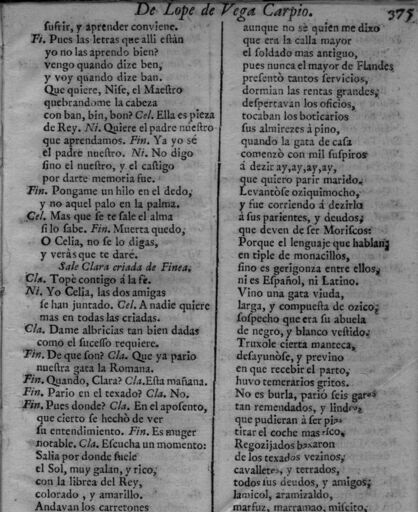 De Lope de Vega Carpio. 375
sufrir, y aprender conviene.
Fi. Pues las letras que alli están
yo no las aprendo bien?
vengo quando dize ben,
y voy quando dize ban.
Que quiere, Nise, el Maestro
quebrandome la cabeza
con ban, bin, bon? Cel. Ella es pieza
de Rey. Ni. Quiere el padre nuestro
que aprendamos. Fin. Ya yo sé
el padre nuestro. Ni. No digo
sino el nuestro, y el castigo
por darte memoria fue.
Fin. Pongame un hilo en el dedo,
y no aquel palo en la palma.
Cel. Mas que se te sale el alma
si lo sabe. Fin. Muerta quedo,
O Celia, no se lo digas,
y verás que te daré.
Sale Clara criada de Finea.
Cla. Topè contigo à la fe.
Ni. Yo Celia, las dos amigas
se han juntado. Cel. A nadie quiere
mas en todas las criadas.
Cla. Dame albricias tan bien dadas
como el sucesso requiere.
Fin. De que son? Cla. Que ya pario
nuestra gata la Romana.
Fin. Quando, Clara? Cla. Esta mañana.
Fin. Pario en el texado? Cla. No.
Fin. Pues donde? Cla. En el aposento,
que cierto se hechò de ver
su entendimiento. Fin. Es muger
notable. Cla. Escucha un momento:
Salia por donde suele
el Sol, muy galan, y rico,
con la librea del Rey,
colorado, y amarillo.
Andavan los carretones
aunque no sè quien me dixo
que era la calla mayor
el soldado mas antiguo,
pues nunca el mayor de Flandes
presentò tantos servicios,
dormian las rentas grandes,
despertavan los oficios,
tocaban los boticarios
sus almirezes à pino,
quando la gata de casa
comenzò con mil suspiros
à dezir ay, ay, ay, ay,
que quiero parir marido.
Levantòse oziquimocho,
y fue corriendo á dezirlo
à sus parientes, y deudos,
que deven de ser Moriscos:
Porque el lenguaje que hablan,
en tiple de monacillos,
sino es gerigonza entre ellos,
ni es Español, ni Latino.
Vino una gata viuda,
larga, y compuesta de ozico,
sospecho que era su abuela
de negro, y blanco vestido.
Truxole cierta manteca,
desayunòse, y previno
en que recebir el parto,
huvo temerarios gritos.
No es burla, pariò seis gatos
tan remendados, y lindos,
que pudieran à ser
tirar el coche mas rico,
Regozijados baxaron
de los texados vezinos,
cavalletes, y terrados,
todos sus deudos, y amigos,
lamicol, aramizaldo,
marfuz, marramao, micito,